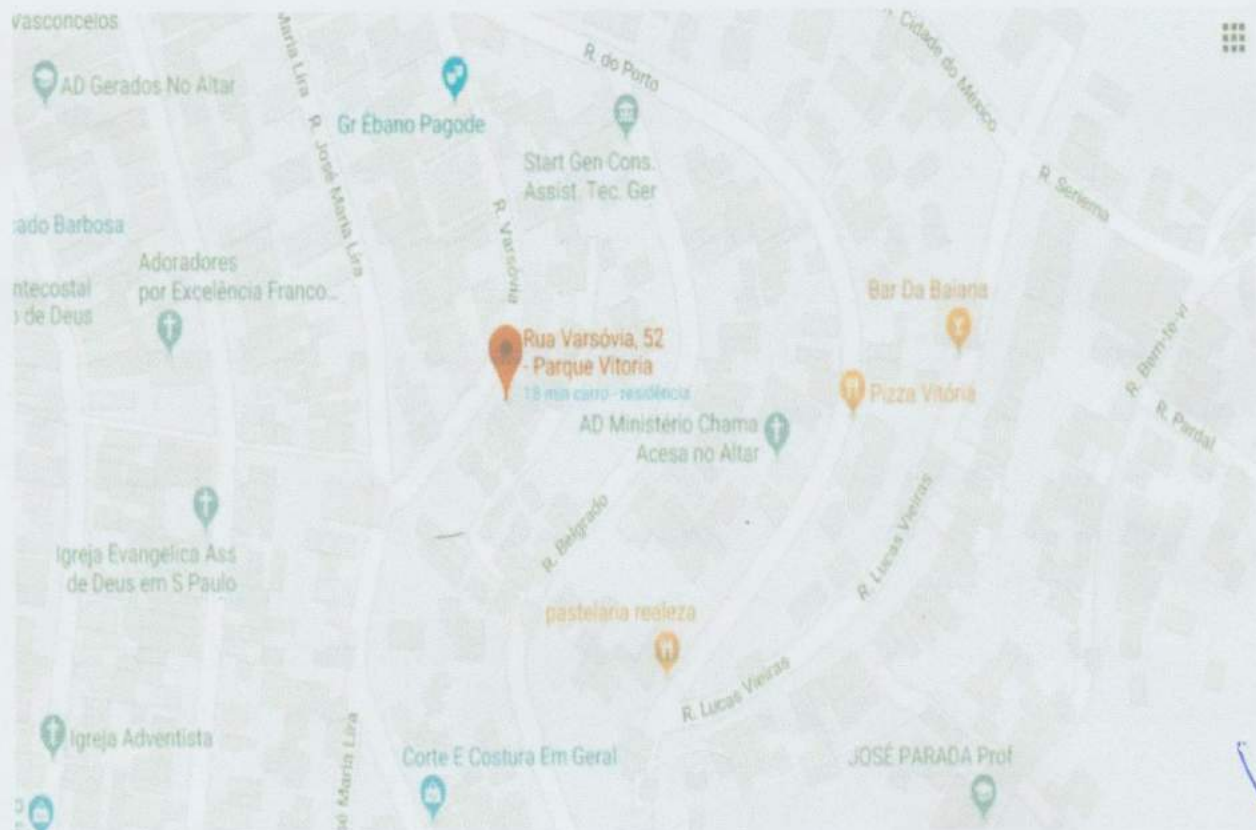 Vasconcelos
AD Gerados No Altar
Maria Lira
R. José Maria Lira
Gr Ébano Pagode
R. do Porto
Cidade do México
Start Gen Cons.
Assist. Tec. Ger
R. Seriema
R. Varsóvia
Barbosa
Adoradores
por Excelência Franco...
de Deus
Bar Da Baiana
R. Bem-te-vi
Rua Varsóvia, 52
- Parque Vitoria
18 min carro - residência
Pizza Vitória
R. Pardal
AD Ministério Chama
Acesa no Altar
R. Lucas Vieiras
Igreja Evangélica Ass
de Deus em S Paulo
R. Belgrado
pastelaria realeza
R. Lucas Vieiras
Igreja Adventista
Maria Lira
Corte E Costura Em Geral
JOSÉ PARADA Prof